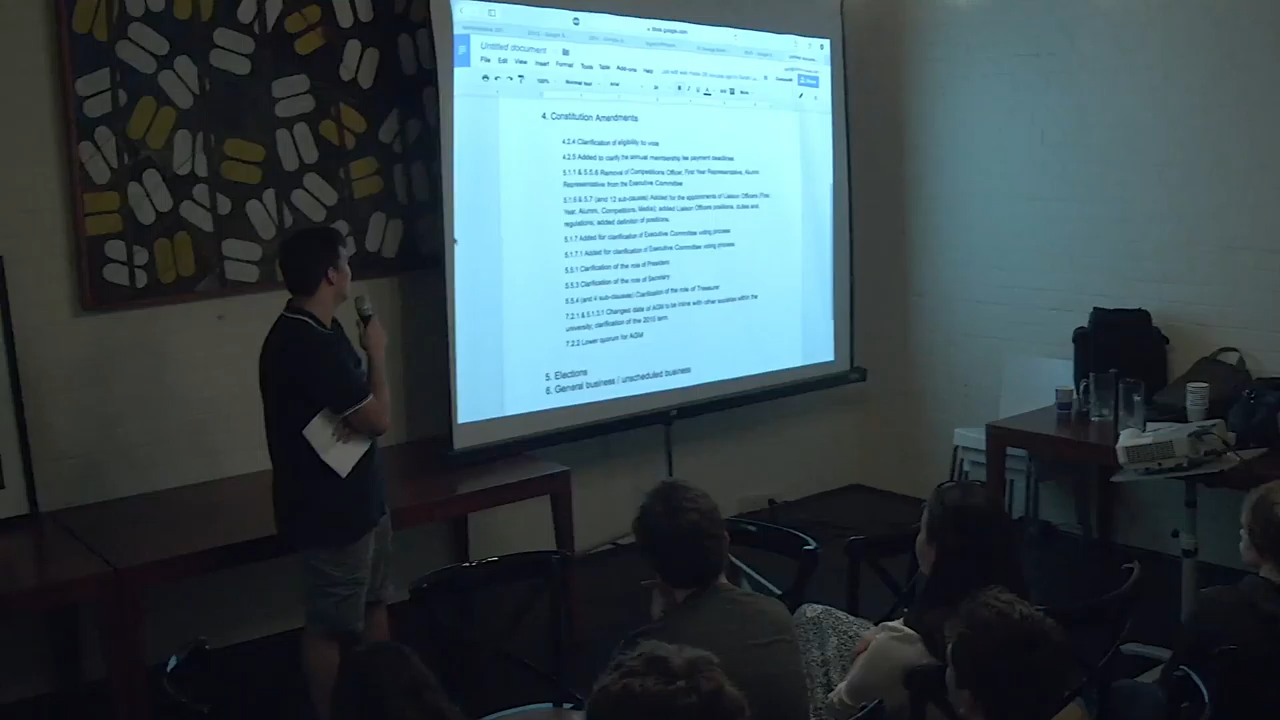 Untitled document
File Edit View Insert Format Tools Table Add-ons Help
4. Constitution Amendments
4.2.4 Clarification of eligibility to vote
4.2.5 Added to clarify the annual membership fee payment deadlines
5.1.1 & 5.5.6 Removal of Competitions Officer, First Year Representative, Alumni
Representative from the Executive Committee
5.1.6 & 5.7 (and 12 sub-clauses) Added for the appointments of Liaison Officers (First
Year, Alumni, Competitions, Media); added Liaison Officers positions, duties and
regulations; added definition of positions.
5.1.7 Added for clarification of Executive Committee voting process
5.1.7.1 Added for clarification of Executive Committee voting process
5.5.1 Clarification of the role of President
5.5.3 Clarification of the role of Secretary
5.5.4 (and 4 sub-clauses) Clarification of the role of Treasurer
7.2.1 & 5.1.3.1 Changed date of AGM to be inline with other societies within the
university; clarification of the 2015 term.
7.2.2 Lower quorum for AGM
5. Elections
6. General business / unscheduled business